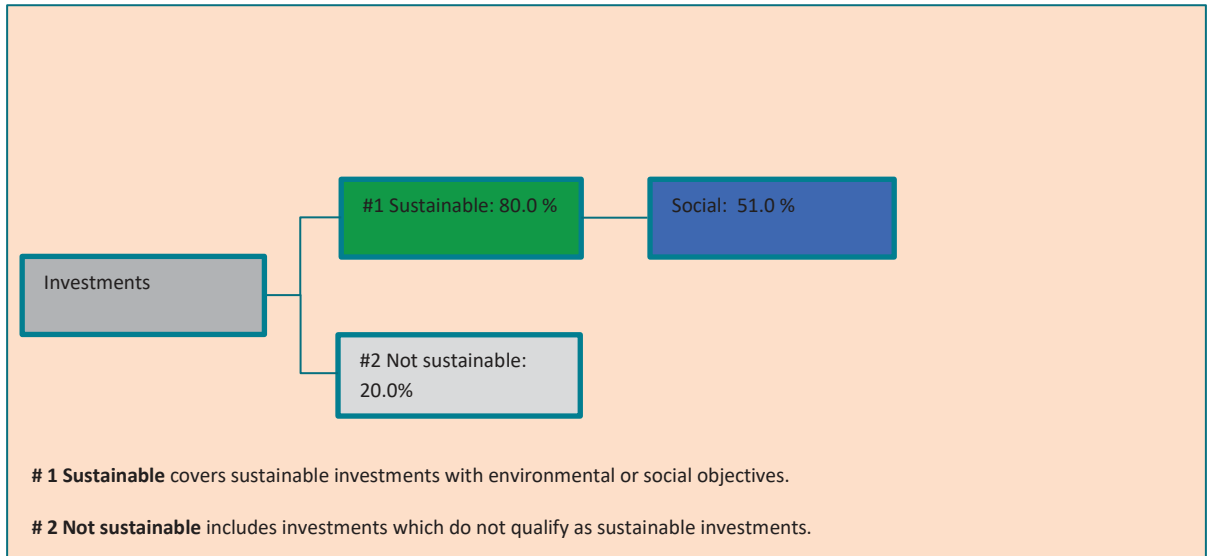 #1 Sustainable: 80.0 %
Social: 51.0 %
Investments
#2 Not sustainable:
20.0%
# 1 Sustainable covers sustainable investments with environmental or social objectives.
# 2 Not sustainable includes investments which do not qualify as sustainable investments.